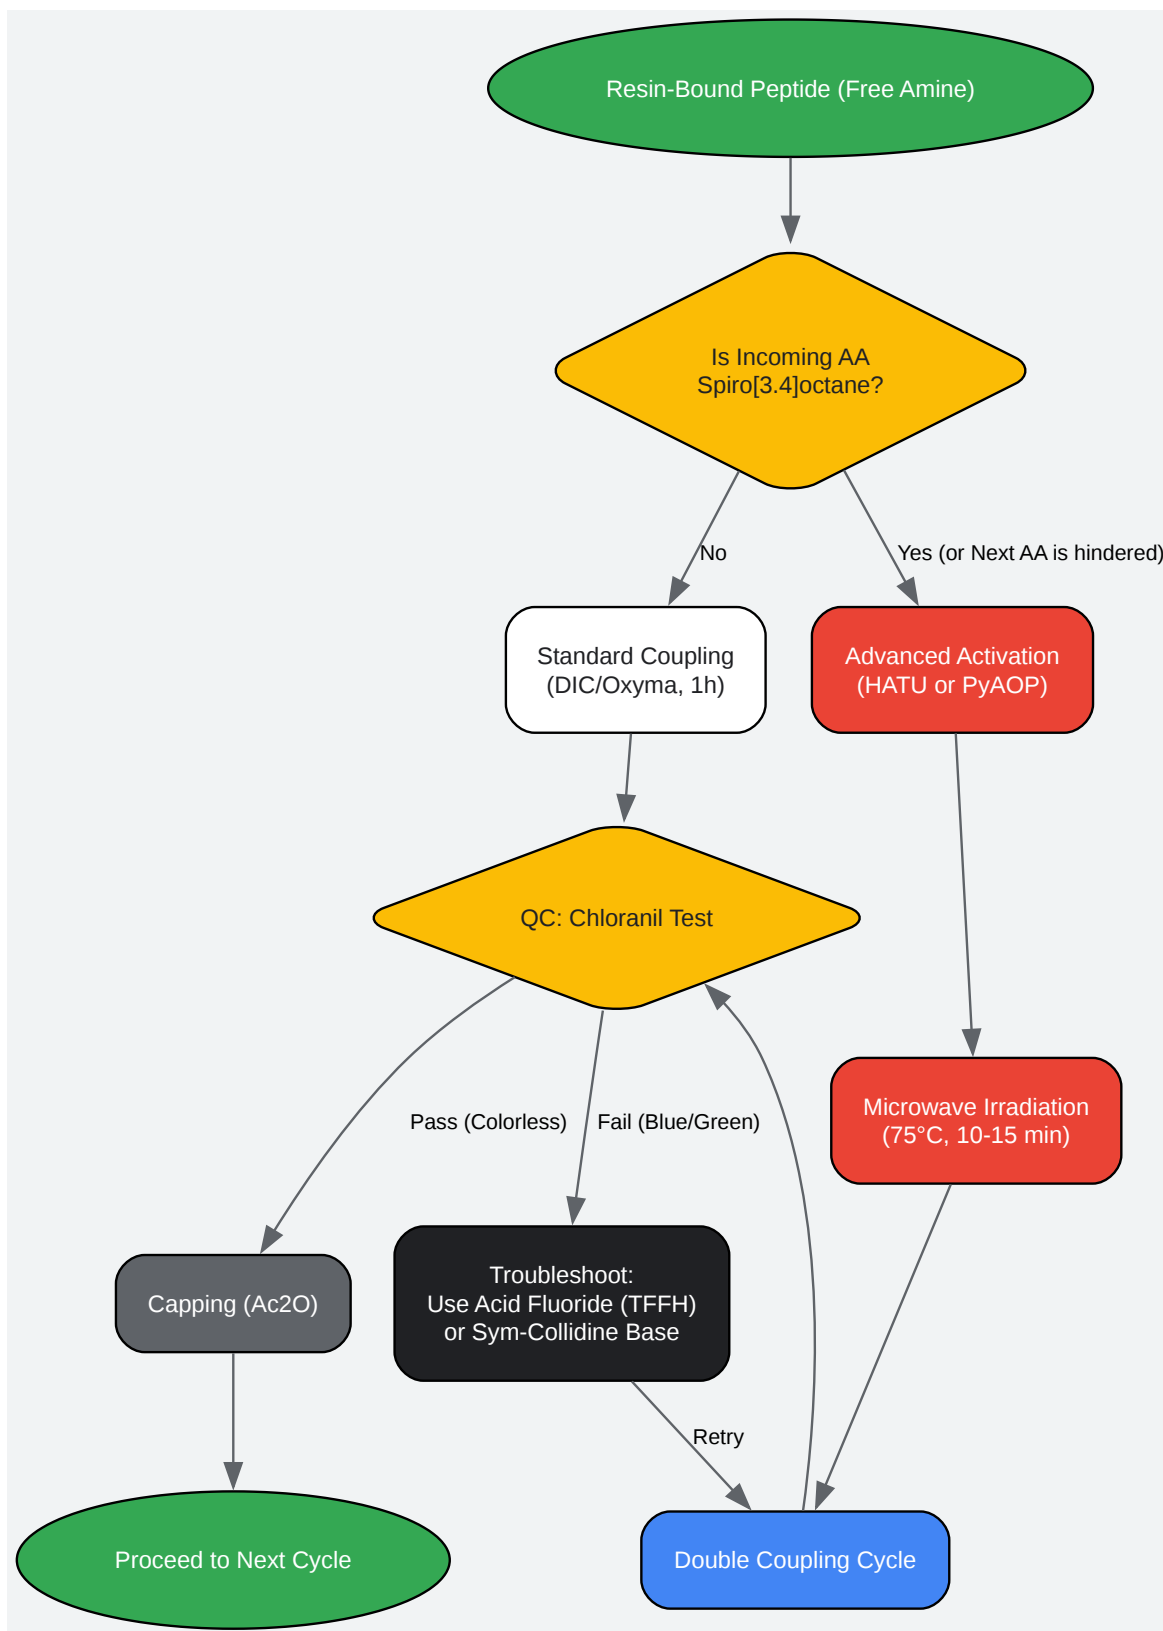 Resin-Bound Peptide (Free Amine)
Is Incoming AA
Spiro[3.4]octane?
No
Yes (or Next AA is hindered)
Standard Coupling
(DIC/Oxyma, 1h)
Advanced Activation
(HATU or PyAOP)
QC: Chloranil Test
Microwave Irradiation
(75°C, 10-15 min)
Pass (Colorless)
Fail (Blue/Green)
Capping (Ac2O)
Troubleshoot:
Use Acid Fluoride (TFFH)
or Sym-Collidine Base
Retry
Proceed to Next Cycle
Double Coupling Cycle